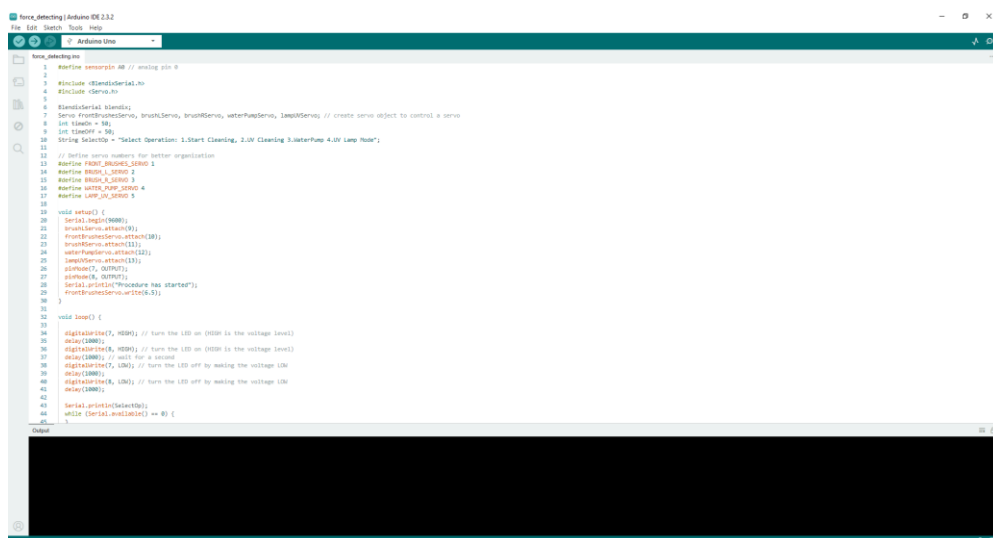 force_detecting | Arduino IDE 2.3.2
File Edit Sketch Tools Help
Arduino Uno
force_detecting.ino
1 #define sensorpin A0 // analog pin 0
2
3 #include <BlendixSerial.h>
4 #include <Servo.h>
5
6 BlendixSerial blendix;
7 Servo frontBrushesServo, brushLServo, brushRServo, waterPumpServo, lampUVServo; // create servo object to control a servo
8 int timeOn = 50;
9 int timeOff = 50;
10 String SelectOp = "Select Operation: 1.Start Cleaning, 2.UV Cleaning 3.WaterPump 4.UV Lamp Mode";
11
12 // Define servo numbers for better organization
13 #define FRONT_BRUSHES_SERVO 1
14 #define BRUSH_L_SERVO 2
15 #define BRUSH_R_SERVO 3
16 #define WATER_PUMP_SERVO 4
17 #define LAMP_UV_SERVO 5
18
19 void setup() {
20 Serial.begin(9600);
21 brushLServo.attach(9);
22 frontBrushesServo.attach(10);
23 brushRServo.attach(11);
24 waterPumpServo.attach(12);
25 lampUVServo.attach(13);
26 pinMode(7, OUTPUT);
27 pinMode(8, OUTPUT);
28 Serial.println("Procedure has started");
29 frontBrushesServo.write(6.5);
30 }
31
32 void loop() {
33
34 digitalWrite(7, HIGH); // turn the LED on (HIGH is the voltage level)
35 delay(1000);
36 digitalWrite(8, HIGH); // turn the LED on (HIGH is the voltage level)
37 delay(1000); // wait for a second
38 digitalWrite(7, LOW); // turn the LED off by making the voltage LOW
39 delay(1000);
40 digitalWrite(8, LOW); // turn the LED off by making the voltage LOW
41 delay(1000);
42
43 Serial.println(SelectOp);
44 while (Serial.available() == 0) {
45 }
Output